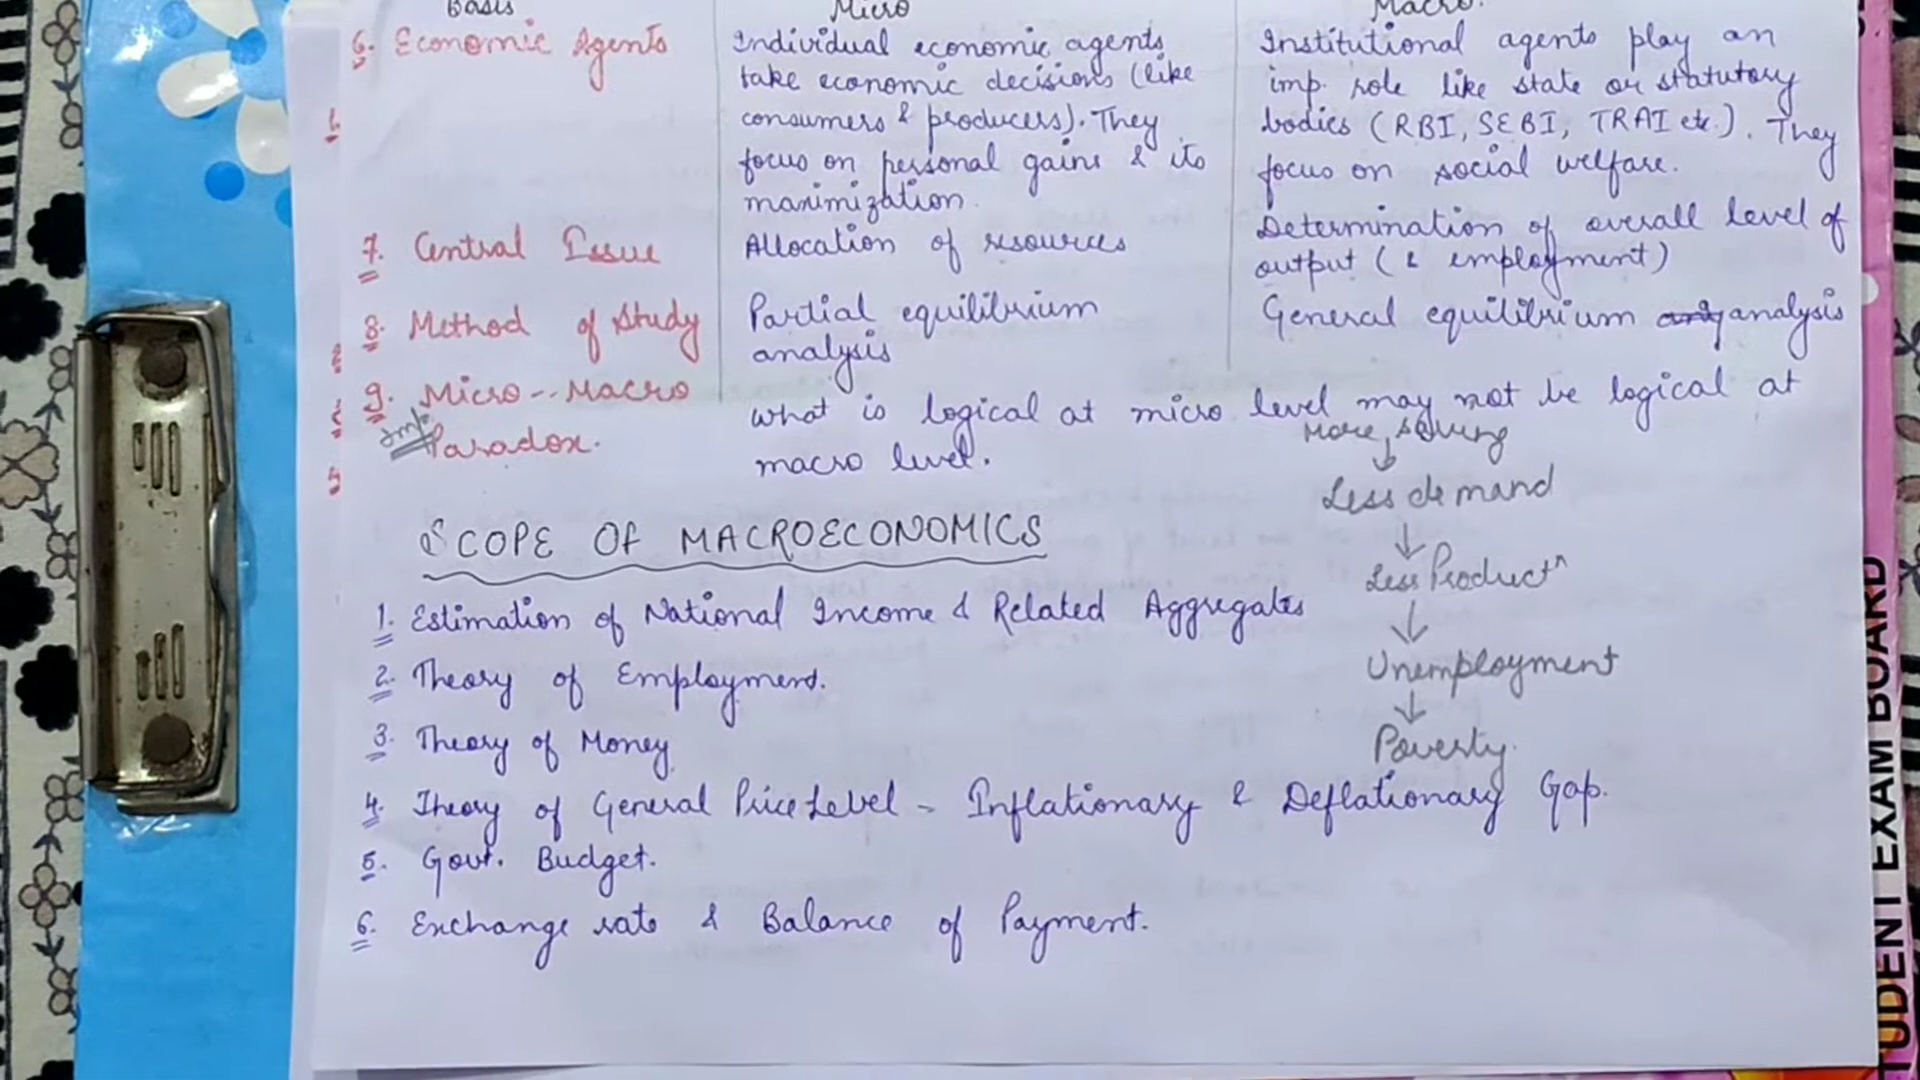 Basis Micro Macro.
6. Economic Agents
Individual economic agents
take economic decisions (like
consumers & producers). They
focus on personal gains & its
maximization.
Institutional agents play an
imp. role like state or statutory
bodies (RBI, SEBI, TRAI etc.). They
focus on social welfare.
7. Central Issue
Allocation of resources
Determination of overall level of
output (& employment)
8. Method of Study
Partial equilibrium
analysis
General equilibrium analysis
9. Micro-Macro
Imp. Paradox.
what is logical at micro level may not be logical at
macro level.
More saving
↓
Less demand
↓
Less Productn
↓
Unemployment
↓
Poverty.
SCOPE OF MACROECONOMICS
1. Estimation of National Income & Related Aggregates
2. Theory of Employment.
3. Theory of Money
4. Theory of General Price Level - Inflationary & Deflationary Gap.
5. Govt. Budget.
6. Exchange rate & Balance of Payment.
TUDENT EXAM BOARD